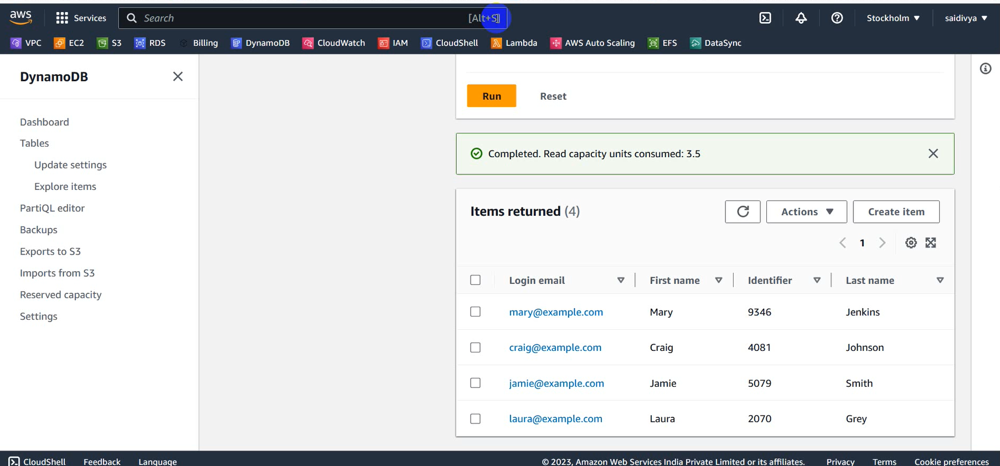 aws
Services
Search
[Alt+S]
Stockholm
saidivya
VPC
EC2
S3
RDS
Billing
DynamoDB
CloudWatch
IAM
CloudShell
Lambda
AWS Auto Scaling
EFS
DataSync
DynamoDB
Dashboard
Tables
Update settings
Explore items
PartiQL editor
Backups
Exports to S3
Imports from S3
Reserved capacity
Settings
Run
Reset
Completed. Read capacity units consumed: 3.5
Items returned (4)
Actions
Create item
1
Login email First name Identifier Last name
mary@example.com Mary 9346 Jenkins
craig@example.com Craig 4081 Johnson
jamie@example.com Jamie 5079 Smith
laura@example.com Laura 2070 Grey
CloudShell
Feedback
Language
© 2023, Amazon Web Services India Private Limited or its affiliates.
Privacy
Terms
Cookie preferences